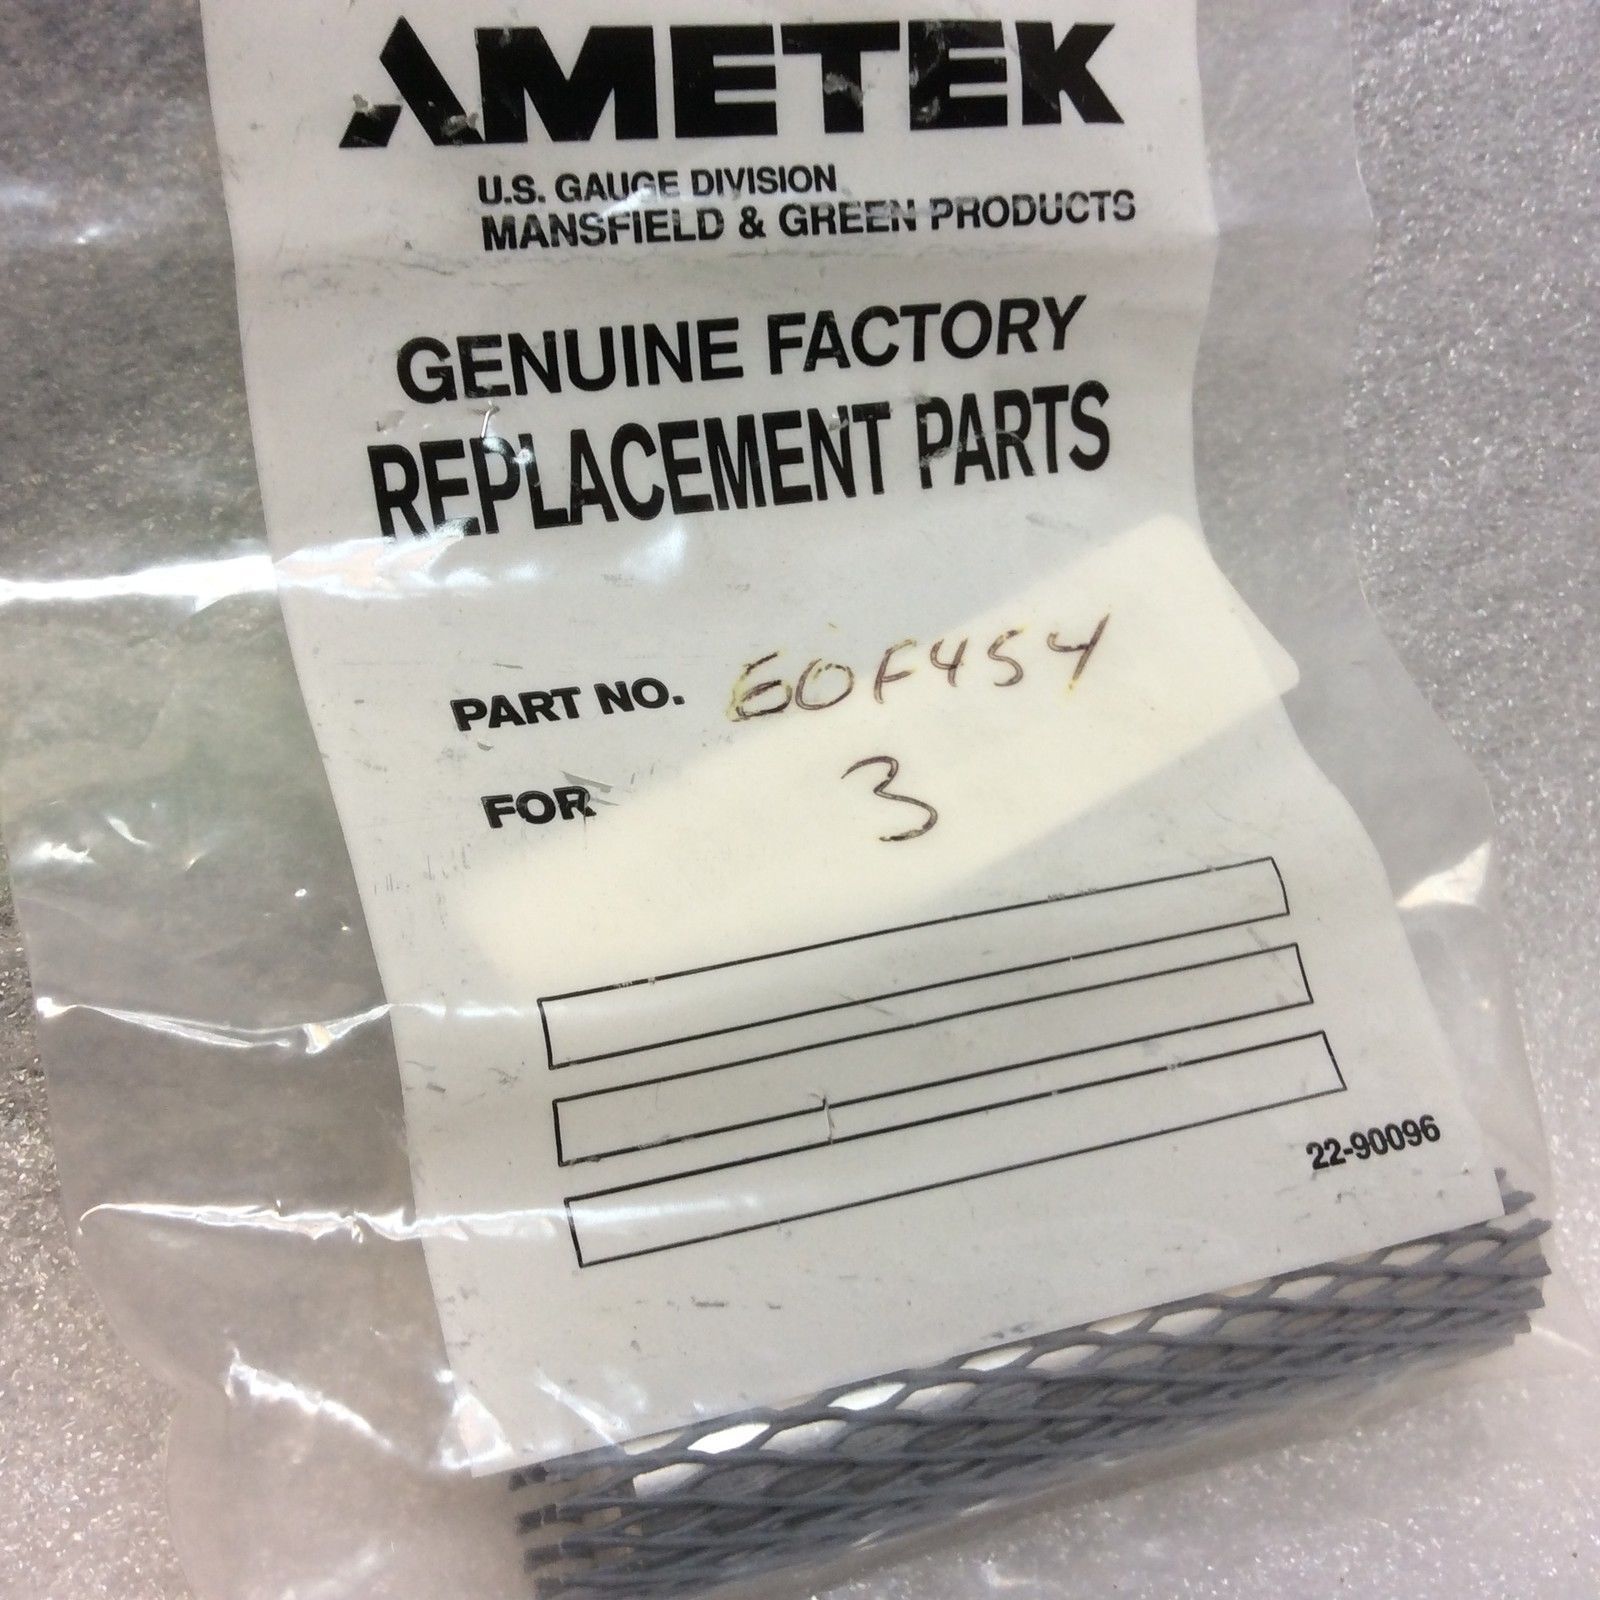 AMETEK
U.S. GAUGE DIVISION
MANSFIELD & GREEN PRODUCTS
GENUINE FACTORY
REPLACEMENT PARTS
PART NO. 60F454
FOR 3
22-90096